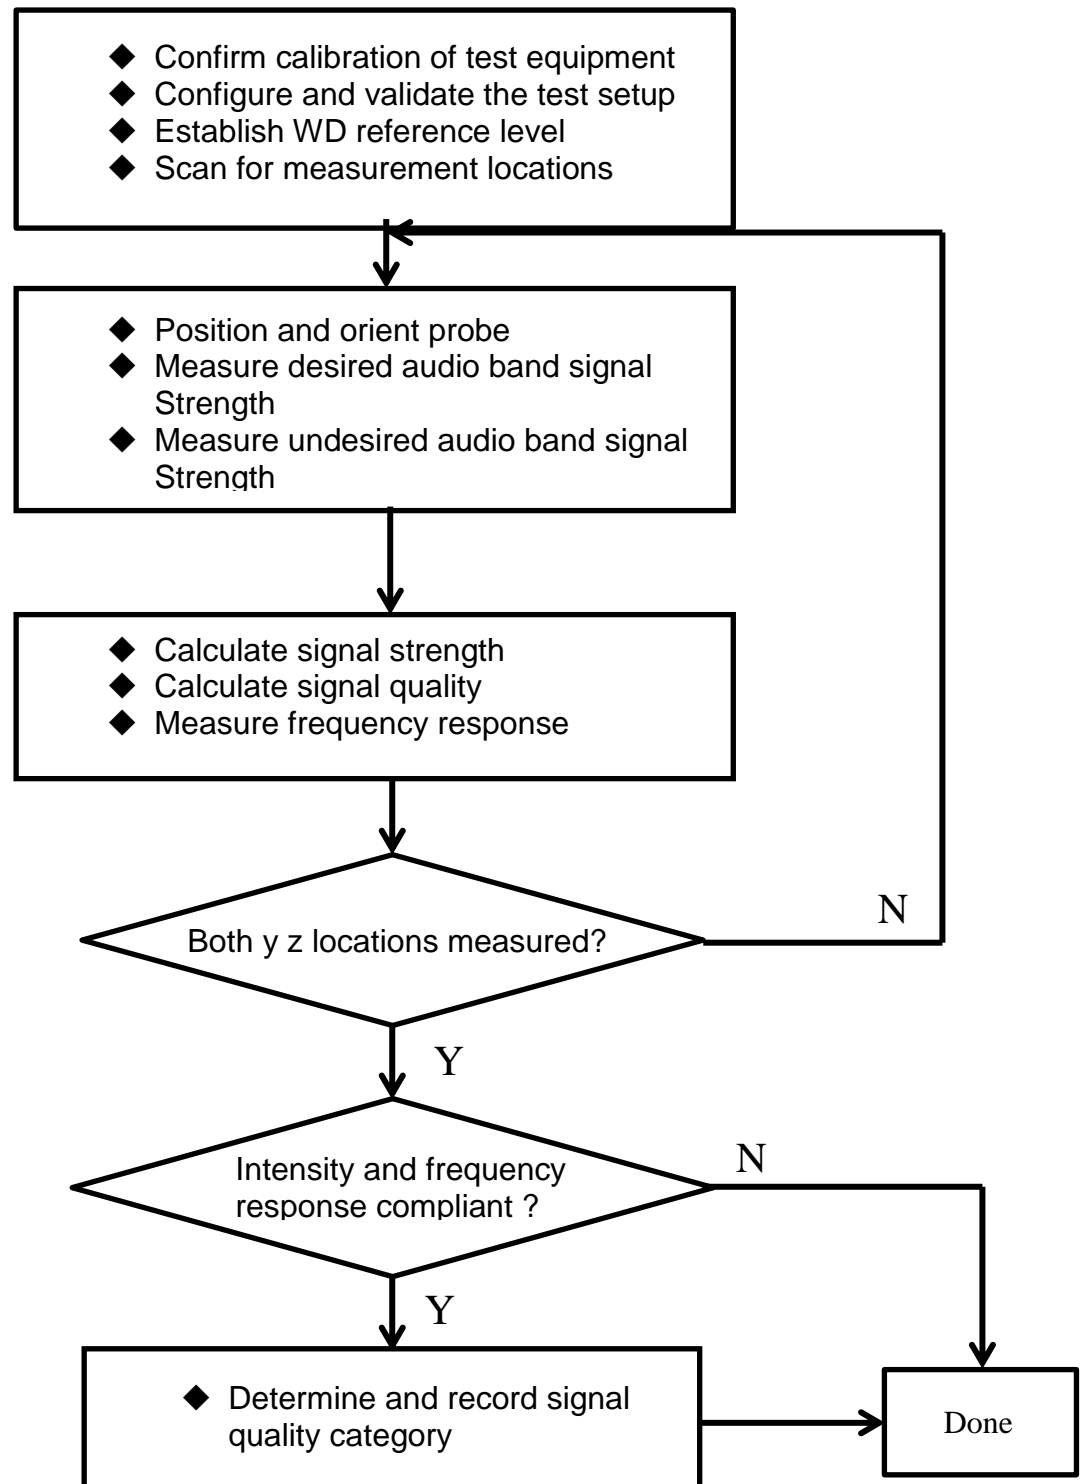 ◆ Confirm calibration of test equipment
◆ Configure and validate the test setup
◆ Establish WD reference level
◆ Scan for measurement locations
◆ Position and orient probe
◆ Measure desired audio band signal
Strength
◆ Measure undesired audio band signal
Strength
◆ Calculate signal strength
◆ Calculate signal quality
◆ Measure frequency response
Both y z locations measured?
N
Y
Intensity and frequency
response compliant ?
N
Y
◆ Determine and record signal
quality category
Done